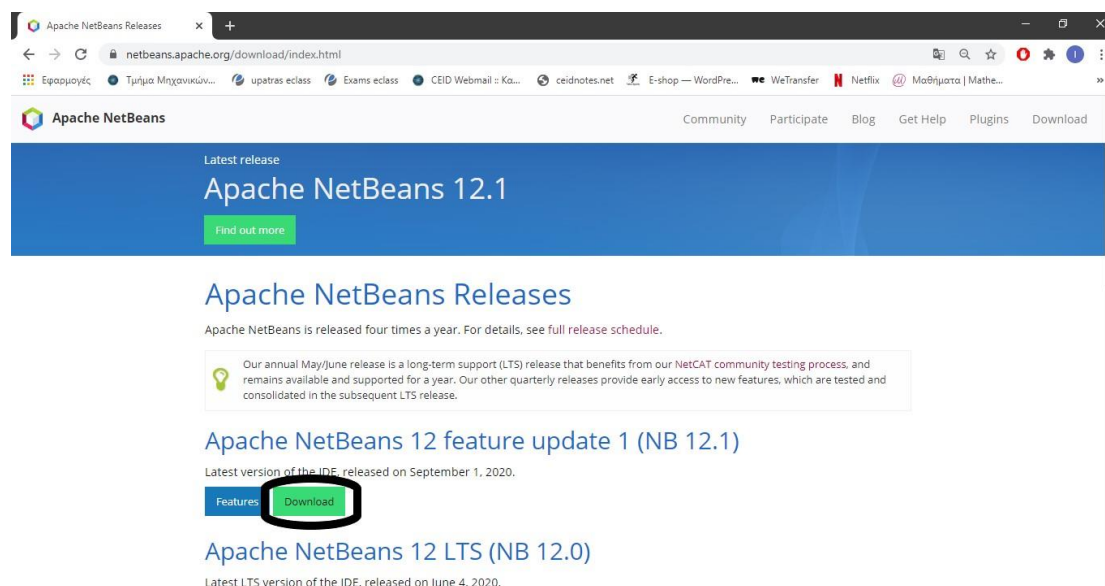 Apache NetBeans Releases
netbeans.apache.org/download/index.html
Εφαρμογές Τμήμα Μηχανικών... upatras eclass Exams eclass CEID Webmail :: Κα... ceidnotes.net E-shop — WordPre... we WeTransfer N Netflix Μαθήματα | Mathe... »
Apache NetBeans Community Participate Blog Get Help Plugins Download
Latest release
Apache NetBeans 12.1
Find out more
Apache NetBeans Releases
Apache NetBeans is released four times a year. For details, see full release schedule.
Our annual May/June release is a long-term support (LTS) release that benefits from our NetCAT community testing process, and
remains available and supported for a year. Our other quarterly releases provide early access to new features, which are tested and
consolidated in the subsequent LTS release.
Apache NetBeans 12 feature update 1 (NB 12.1)
Latest version of the IDE, released on September 1, 2020.
Features Download
Apache NetBeans 12 LTS (NB 12.0)
Latest LTS version of the IDE, released on June 4, 2020.